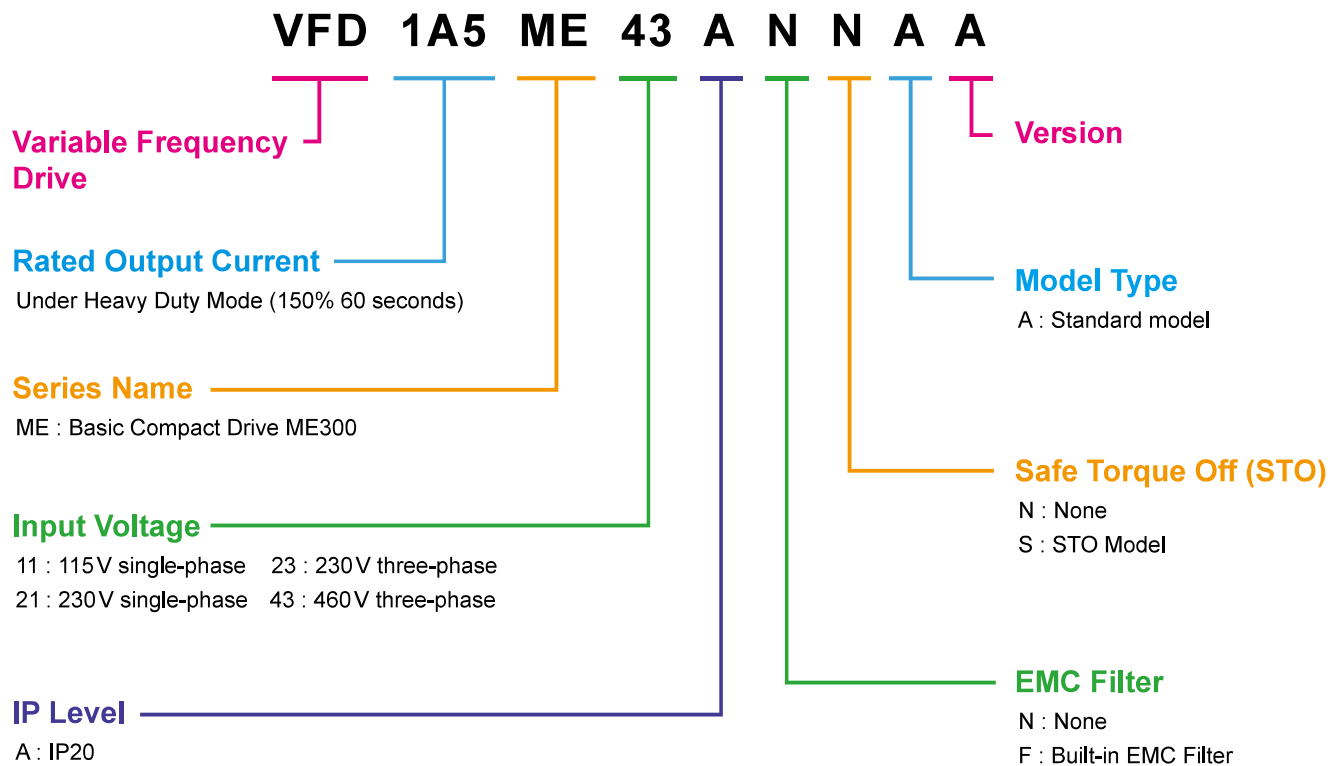 VFD 1A5 ME 43 A N N A A
Variable Frequency
Drive
Rated Output Current
Under Heavy Duty Mode (150% 60 seconds)
Series Name
ME : Basic Compact Drive ME300
Input Voltage
11 : 115V single-phase 23 : 230V three-phase
21 : 230V single-phase 43 : 460V three-phase
IP Level
A : IP20
Version
Model Type
A : Standard model
Safe Torque Off (STO)
N : None
S : STO Model
EMC Filter
N : None
F : Built-in EMC Filter